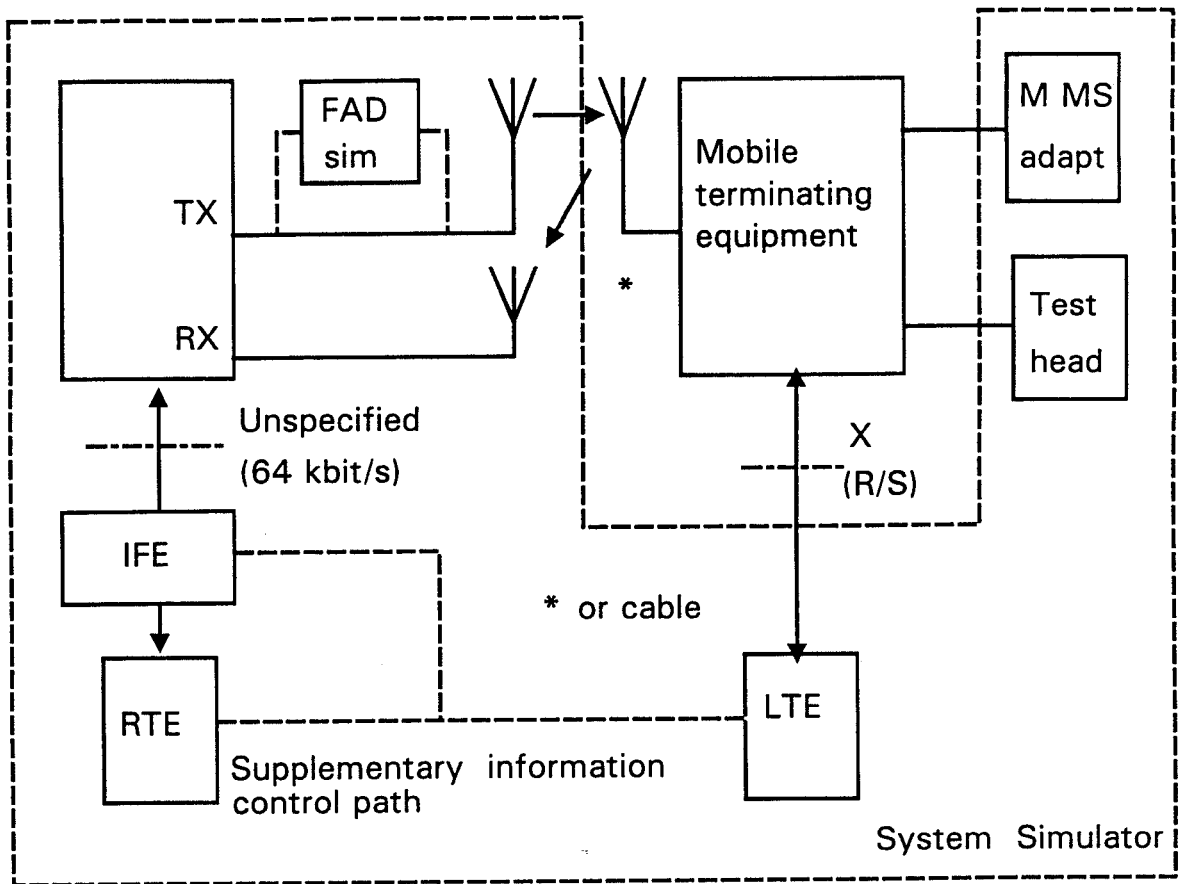 FAD
sim
M MS
adapt
Mobile
terminating
equipment
TX
*
Test
head
RX
Unspecified
(64 kbit/s)
X
(R/S)
IFE
* or cable
RTE
LTE
Supplementary information
control path
System Simulator